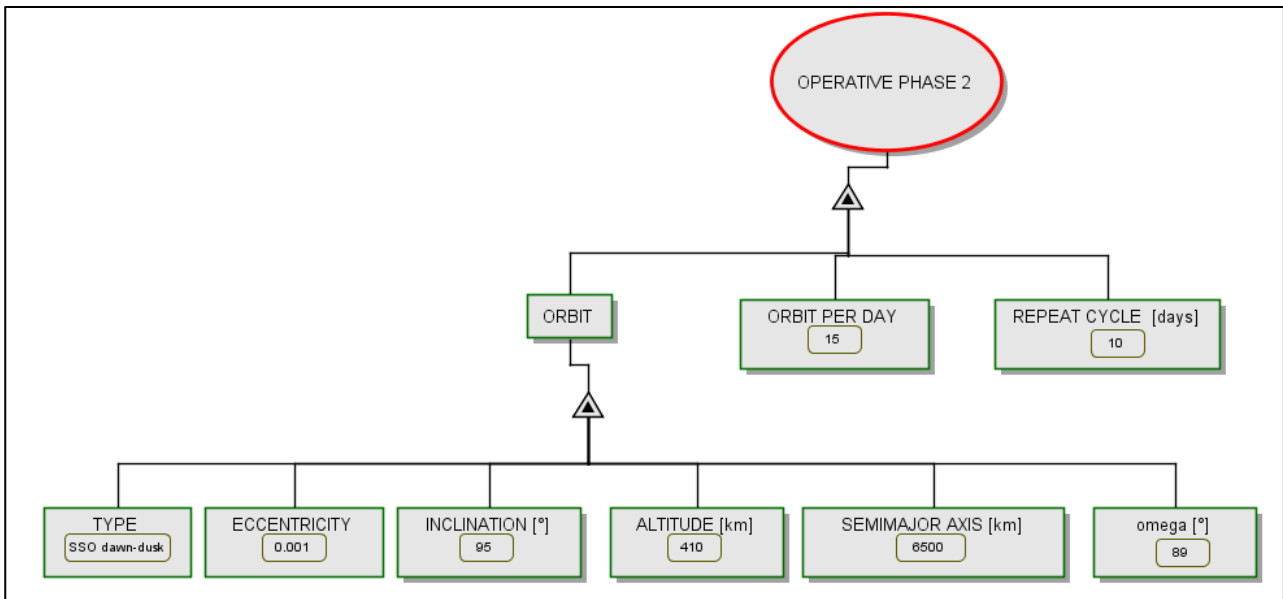 OPERATIVE PHASE 2
ORBIT
ORBIT PER DAY
15
REPEAT CYCLE [days]
10
TYPE
SSO dawn-dusk
ECCENTRICITY
0.001
INCLINATION [°]
95
ALTITUDE [km]
410
SEMIMAJOR AXIS [km]
6500
omega [°]
89